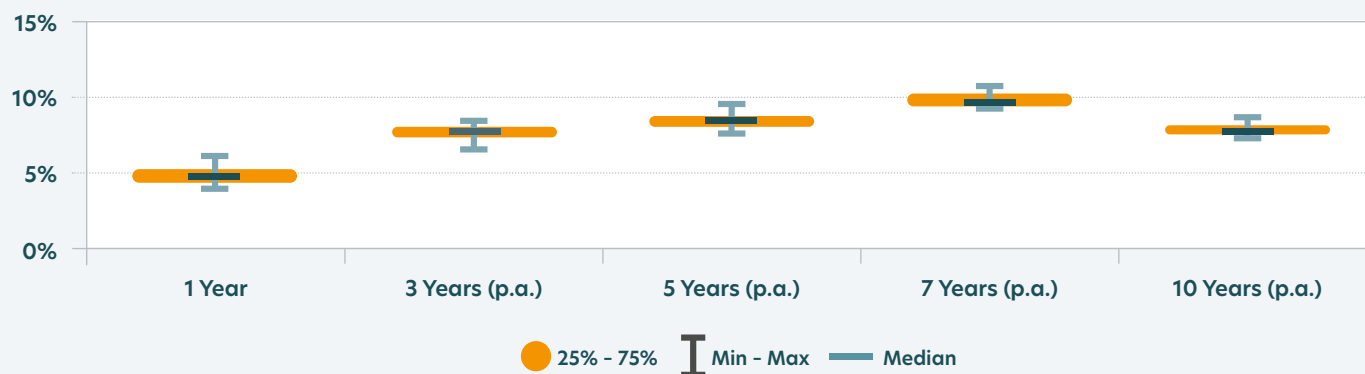 15%
10%
5%
0%
1 Year 3 Years (p.a.) 5 Years (p.a.) 7 Years (p.a.) 10 Years (p.a.)
25% - 75% Min - Max Median